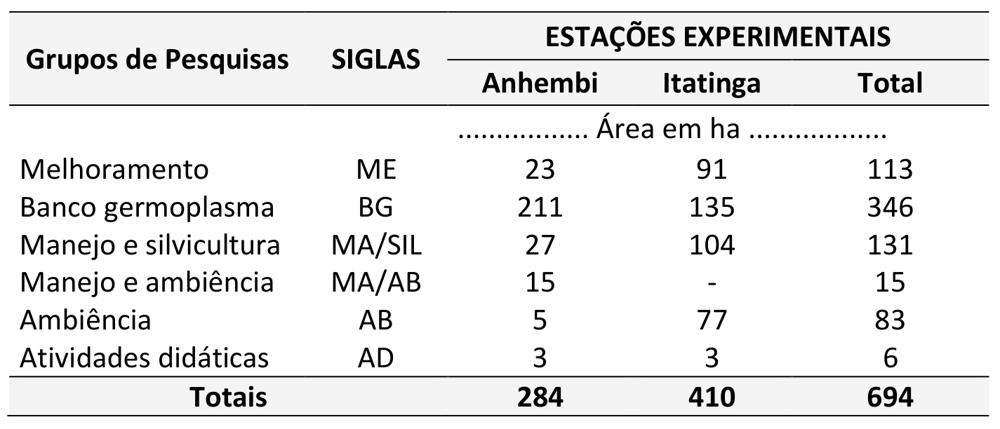 ESTAÇÕES EXPERIMENTAIS
Grupos de Pesquisas SIGLAS
Anhembi Itatinga Total
................. Área em ha ..................
Melhoramento ME 23 91 113
Banco germoplasma BG 211 135 346
Manejo e silvicultura MA/SIL 27 104 131
Manejo e ambiência MA/AB 15 - 15
Ambiência AB 5 77 83
Atividades didáticas AD 3 3 6
Totais 284 410 694